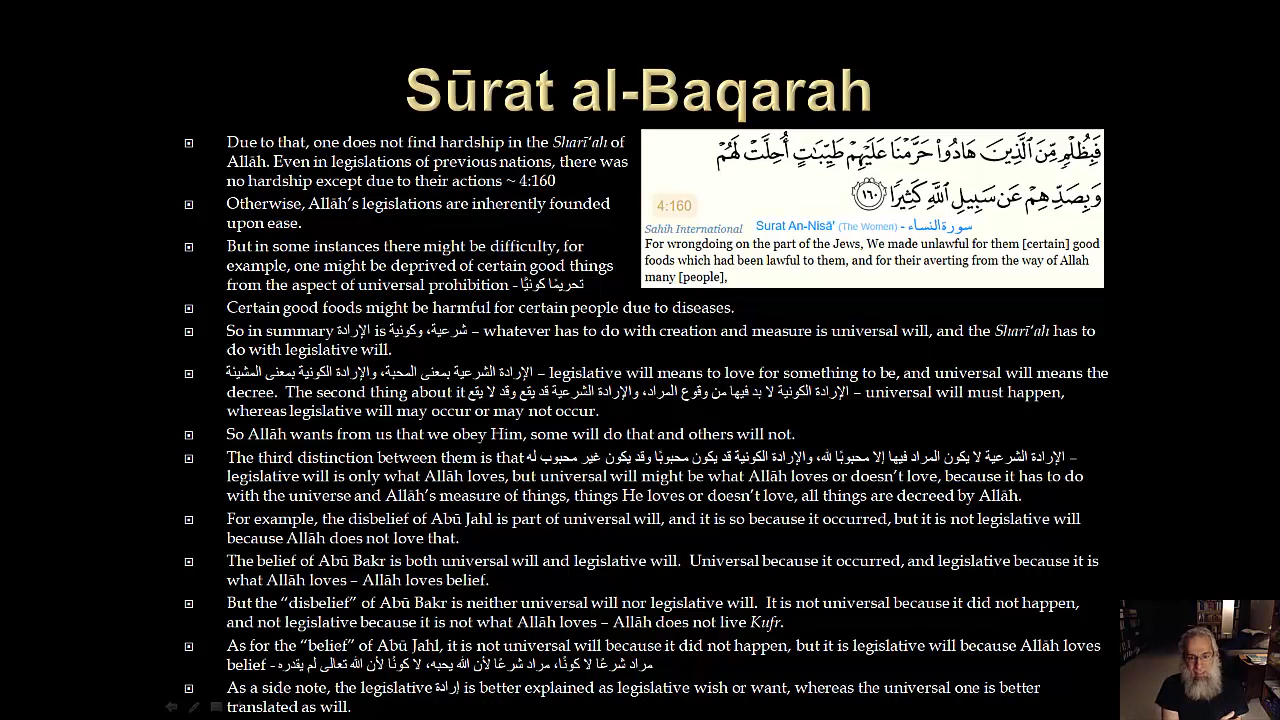 Sūrat al-Baqarah
Due to that, one does not find hardship in the Sharī‘ah of
Allāh. Even in legislations of previous nations, there was
no hardship except due to their actions ~ 4:160
Otherwise, Allāh’s legislations are inherently founded
upon ease.
But in some instances there might be difficulty, for
example, one might be deprived of certain good things
from the aspect of universal prohibition - تحريمًا كونيًّا
فَبِظُلْمٍ مِّنَ ٱلَّذِينَ هَادُوا۟ حَرَّمْنَا عَلَيْهِمْ طَيِّبَـٰتٍ أُحِلَّتْ لَهُمْ
وَبِصَدِّهِمْ عَن سَبِيلِ ٱللَّهِ كَثِيرًا ١٦٠
4:160
Sahih International Surat An-Nisā' (The Women) - سورة النساء
For wrongdoing on the part of the Jews, We made unlawful for them [certain] good
foods which had been lawful to them, and for their averting from the way of Allah
many [people],
Certain good foods might be harmful for certain people due to diseases.
So in summary الإرادة is شرعية، وكونية – whatever has to do with creation and measure is universal will, and the Sharī‘ah has to
do with legislative will.
الإرادة الشرعية بمعنى المحبة، والإرادة الكونية بمعنى المشيئة – legislative will means to love for something to be, and universal will means the
decree. The second thing about it الإرادة الكونية لا بد فيها من وقوع المراد، والإرادة الشرعية قد يقع وقد لا يقع – universal will must happen,
whereas legislative will may occur or may not occur.
So Allāh wants from us that we obey Him, some will do that and others will not.
The third distinction between them is that الإرادة الشرعية لا يكون المراد فيها إلا محبوبًا لله، والإرادة الكونية قد يكون محبوبًا وقد يكون غير محبوب له –
legislative will is only what Allāh loves, but universal will might be what Allāh loves or doesn’t love, because it has to do
with the universe and Allāh’s measure of things, things He loves or doesn’t love, all things are decreed by Allāh.
For example, the disbelief of Abū Jahl is part of universal will, and it is so because it occurred, but it is not legislative will
because Allāh does not love that.
The belief of Abū Bakr is both universal will and legislative will. Universal because it occurred, and legislative because it is
what Allāh loves – Allāh loves belief.
But the “disbelief” of Abū Bakr is neither universal will nor legislative will. It is not universal because it did not happen,
and not legislative because it is not what Allāh loves – Allāh does not live Kufr.
As for the “belief” of Abū Jahl, it is not universal will because it did not happen, but it is legislative will because Allāh loves
belief - مراد شرعًا لا كونًا، مراد شرعًا لأن الله يحبه، لا كونًا لأن الله تعالى لم يقدره
As a side note, the legislative إرادة is better explained as legislative wish or want, whereas the universal one is better
translated as will.